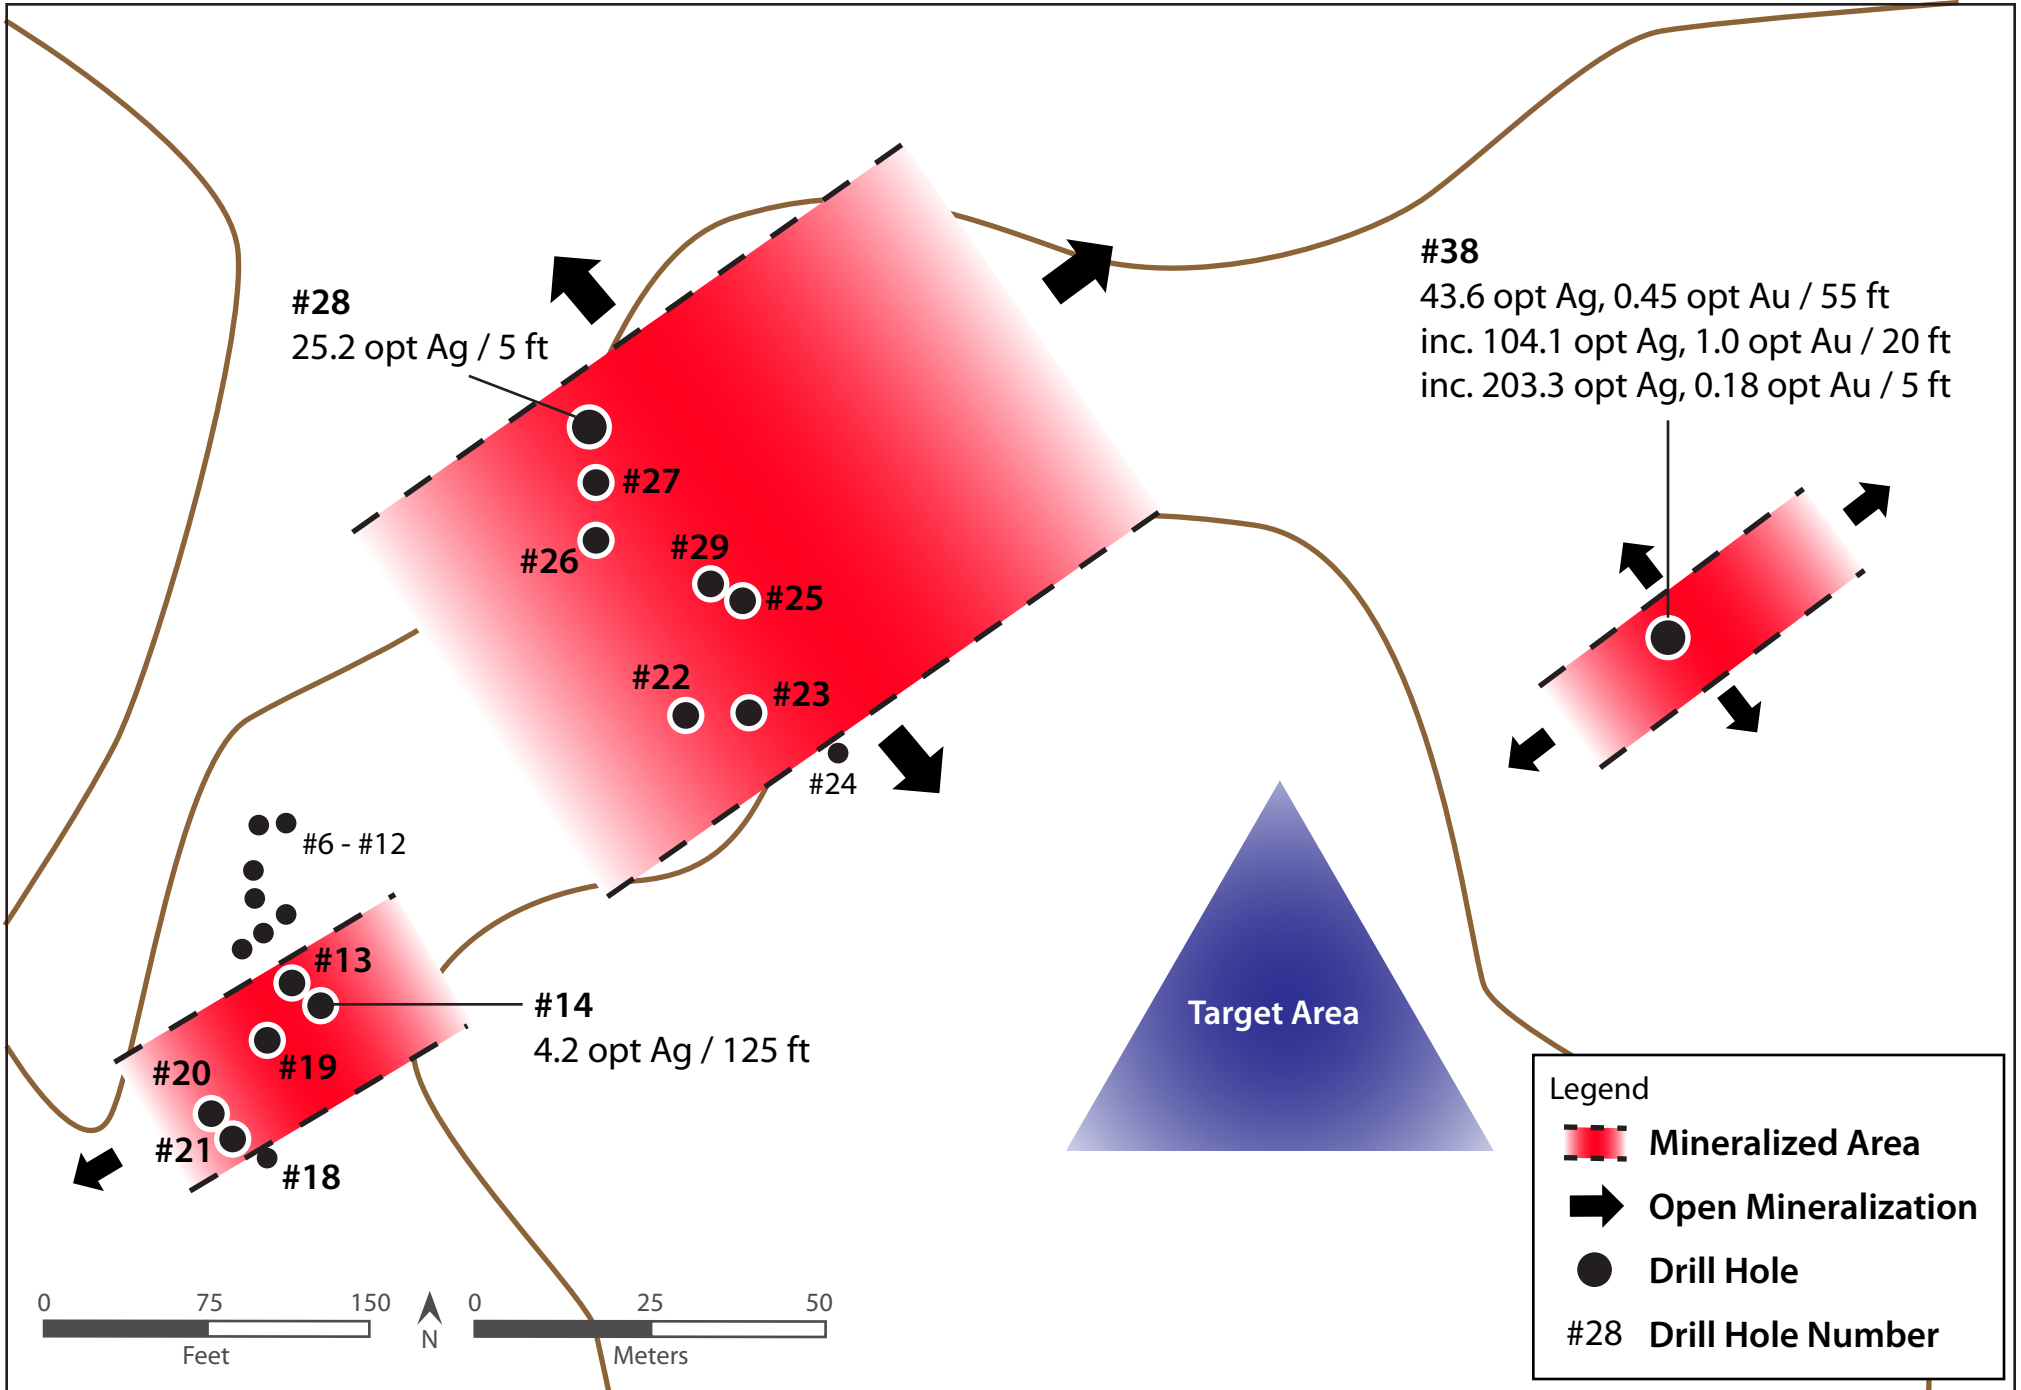 #28
25.2 opt Ag / 5 ft
#38
43.6 opt Ag, 0.45 opt Au / 55 ft
inc. 104.1 opt Ag, 1.0 opt Au / 20 ft
inc. 203.3 opt Ag, 0.18 opt Au / 5 ft
#27
#26
#29
#25
#22
#23
#24
#6 - #12
#13
#14
4.2 opt Ag / 125 ft
#19
#20
#21
#18
Target Area
Legend
Mineralized Area
Open Mineralization
Drill Hole
#28 Drill Hole Number
0 75 150
Feet
N
0 25 50
Meters